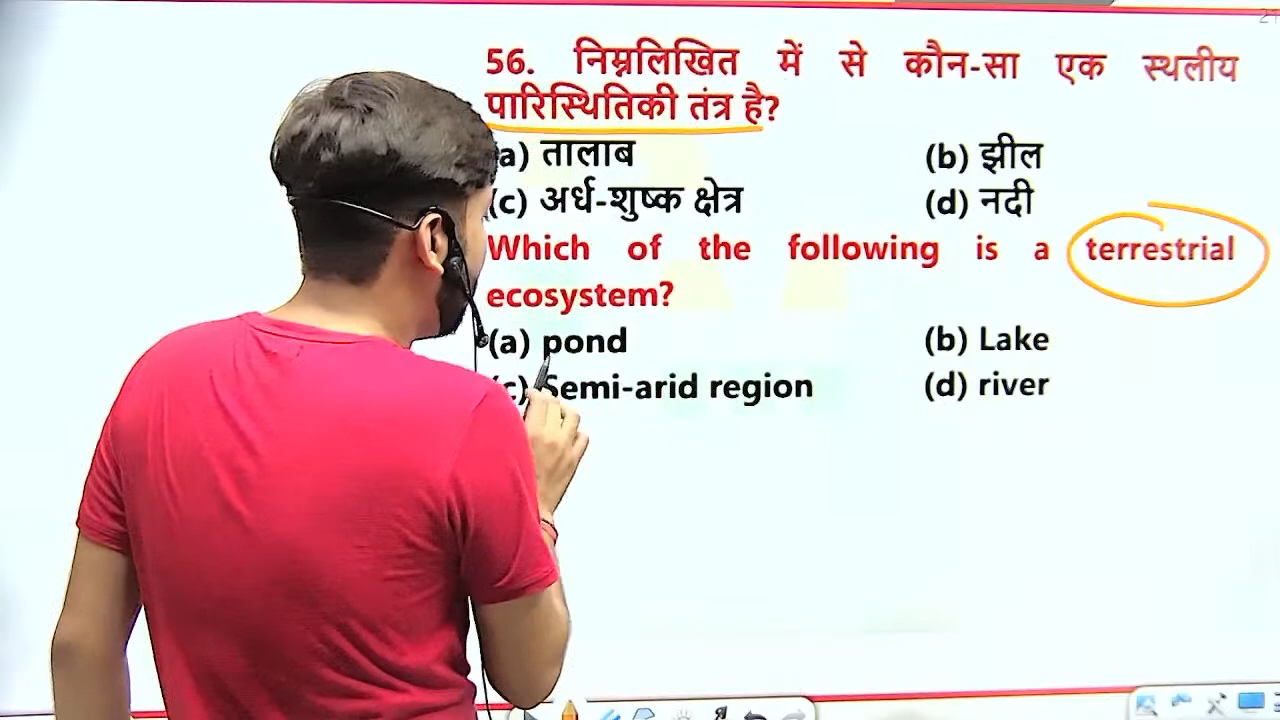 56. निम्नलिखित में से कौन-सा एक स्थलीय
पारिस्थितिकी तंत्र है?
a) तालाब (b) झील
(c) अर्ध-शुष्क क्षेत्र (d) नदी
Which of the following is a terrestrial
ecosystem?
(a) pond (b) Lake
(c) Semi-arid region (d) river